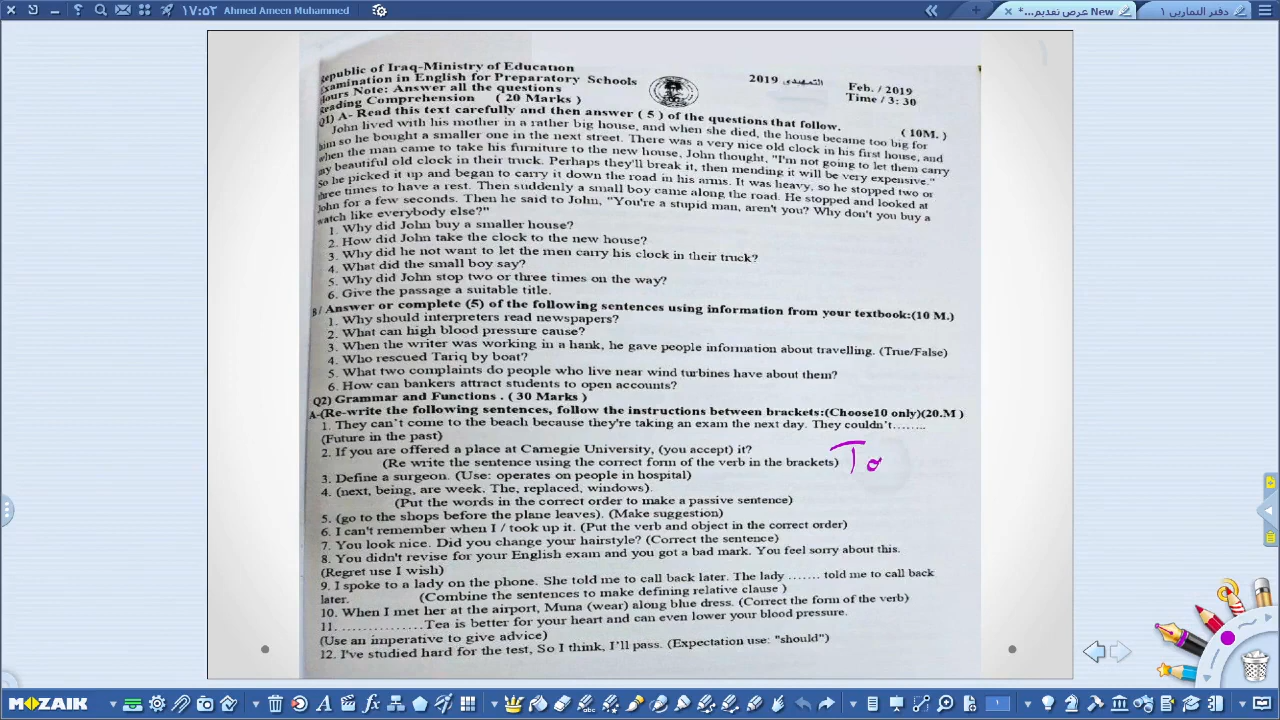 ١٧:٥٢ Ahmed Ameen Muhammed
New عرض تقديم...*
دفتر التمارين ١
Republic of Iraq-Ministry of Education
Examination in English for Preparatory Schools
Hours Note: Answer all the questions
Reading Comprehension ( 20 Marks )
التمهيدي 2019
Feb. / 2019
Time / 3: 30
Q1) A- Read this text carefully and then answer ( 5 ) of the questions that follow. ( 10M. )
John lived with his mother in a rather big house, and when she died, the house became too big for
him so he bought a smaller one in the next street. There was a very nice old clock in his first house, and
when the man came to take his furniture to the new house, John thought, "I'm not going to let them carry
my beautiful old clock in their truck. Perhaps they'll break it, then mending it will be very expensive."
So he picked it up and began to carry it down the road in his arms. It was heavy, so he stopped two or
three times to have a rest. Then suddenly a small boy came along the road. He stopped and looked at
John for a few seconds. Then he said to John, "You're a stupid man, aren't you? Why don't you buy a
watch like everybody else?"
1. Why did John buy a smaller house?
2. How did John take the clock to the new house?
3. Why did he not want to let the men carry his clock in their truck?
4. What did the small boy say?
5. Why did John stop two or three times on the way?
6. Give the passage a suitable title.
B / Answer or complete (5) of the following sentences using information from your textbook:(10 M.)
1. Why should interpreters read newspapers?
2. What can high blood pressure cause?
3. When the writer was working in a hank, he gave people information about travelling. (True/False)
4. Who rescued Tariq by boat?
5. What two complaints do people who live near wind turbines have about them?
6. How can bankers attract students to open accounts?
Q2) Grammar and Functions . ( 30 Marks )
A-(Re-write the following sentences, follow the instructions between brackets:(Choose10 only)(20.M )
1. They can't come to the beach because they're taking an exam the next day. They couldn't........
(Future in the past)
2. If you are offered a place at Carnegie University, (you accept) it?
(Re write the sentence using the correct form of the verb in the brackets)
3. Define a surgeon. (Use: operates on people in hospital)
4. (next, being, are week. The, replaced, windows).
(Put the words in the correct order to make a passive sentence)
5. (go to the shops before the plane leaves). (Make suggestion)
6. I can't remember when I / took up it. (Put the verb and object in the correct order)
7. You look nice. Did you change your hairstyle? (Correct the sentence)
8. You didn't revise for your English exam and you got a bad mark. You feel sorry about this.
(Regret use I wish)
9. I spoke to a lady on the phone. She told me to call back later. The lady ....... told me to call back
later. (Combine the sentences to make defining relative clause )
10. When I met her at the airport, Muna (wear) along blue dress. (Correct the form of the verb)
11. ................ Tea is better for your heart and can even lower your blood pressure.
(Use an imperative to give advice)
12. I've studied hard for the test, So I think, I'll pass. (Expectation use: "should")
MOZAIK